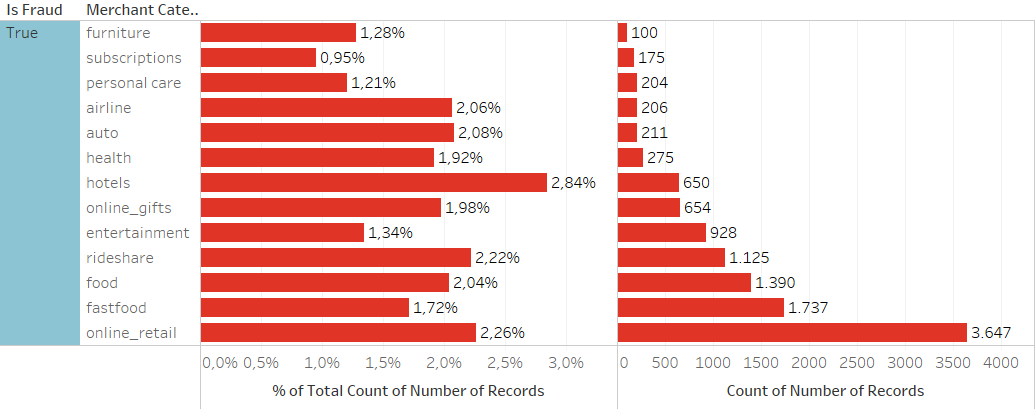 Is Fraud Merchant Cate..
True furniture 1,28% 100
subscriptions 0,95% 175
personal care 1,21% 204
airline 2,06% 206
auto 2,08% 211
health 1,92% 275
hotels 2,84% 650
online_gifts 1,98% 654
entertainment 1,34% 928
rideshare 2,22% 1.125
food 2,04% 1.390
fastfood 1,72% 1.737
online_retail 2,26% 3.647
0,0% 0,5% 1,0% 1,5% 2,0% 2,5% 3,0% 0 500 1000 1500 2000 2500 3000 3500 4000
% of Total Count of Number of Records Count of Number of Records